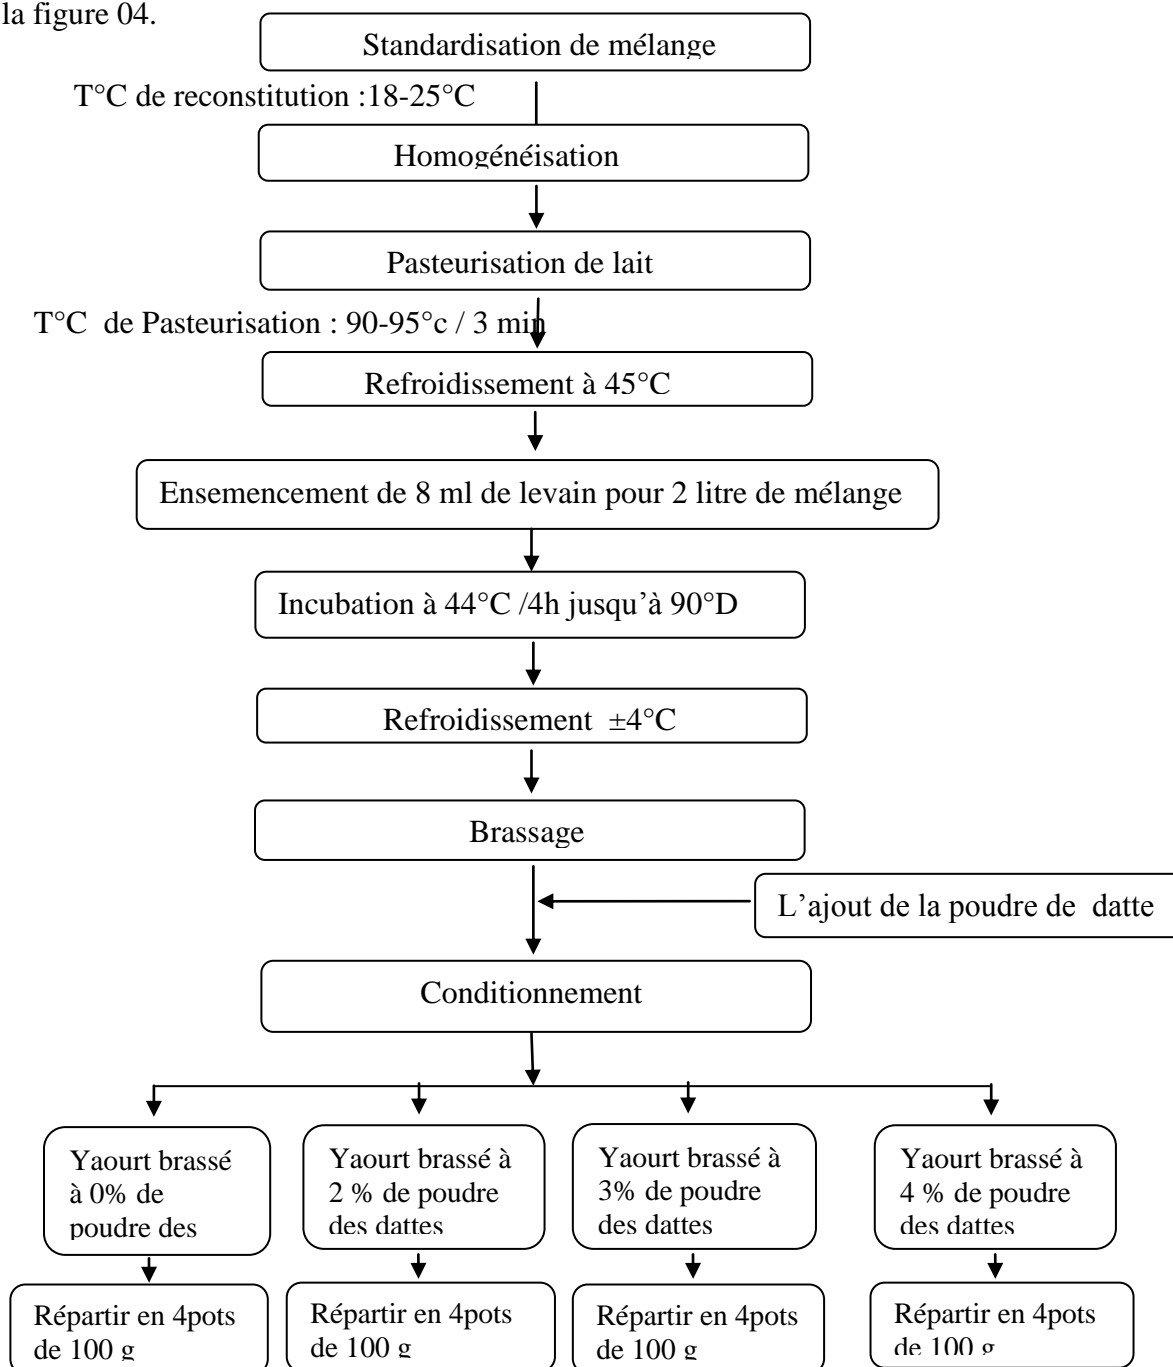 la figure 04.
Standardisation de mélange
T°C de reconstitution :18-25°C
Homogénéisation
Pasteurisation de lait
T°C de Pasteurisation : 90-95°c / 3 min
Refroidissement à 45°C
Ensemencement de 8 ml de levain pour 2 litre de mélange
Incubation à 44°C /4h jusqu’à 90°D
Refroidissement ±4°C
Brassage
L’ajout de la poudre de datte
Conditionnement
Yaourt brassé
à 0% de
poudre des
Yaourt brassé à
2 % de poudre
des dattes
Yaourt brassé à
3% de poudre
des dattes
Yaourt brassé à
4 % de poudre
des dattes
Répartir en 4pots
de 100 g
Répartir en 4pots
de 100 g
Répartir en 4pots
de 100 g
Répartir en 4pots
de 100 g